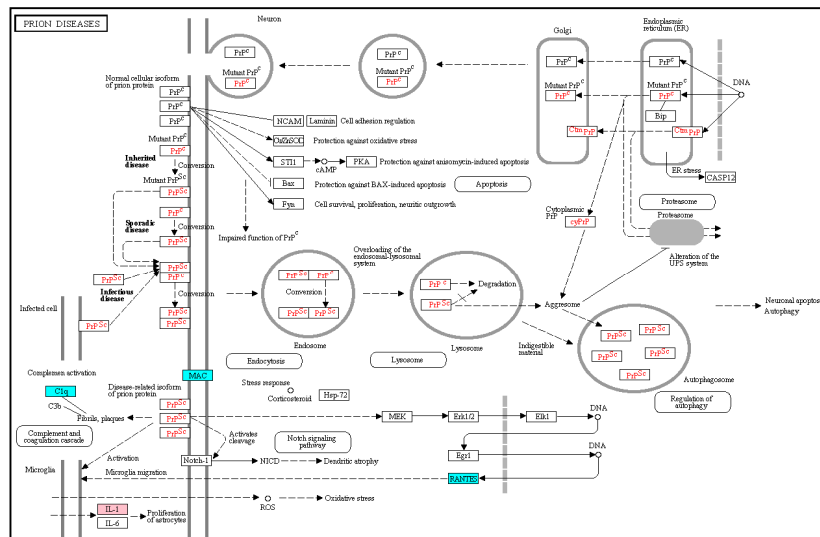 PRION DISEASES
Neuron
Golgi
Endoplasmic
reticulum (ER)
PrPc
Mutant PrPc
PrPc
PrPc
Mutant PrPc
PrPc
PrPc
Mutant PrPc
PrPc
PrPc
Mutant PrPc
PrPc
Bip
DNA
Ctm PrP
Ctm PrP
ER stress
CASP12
Normal cellular isoform
of prion protein
PrPc
PrPc
PrPc
NCAM
Laminin
Cell adhesion regulation
Protection against oxidative stress
STI1
cAMP
PKA
Protection against anisomycin-induced apoptosis
Bax
Protection against BAX-induced apoptosis
Apoptosis
Fyn
Cell survival, proliferation, neuritic outgrowth
Impaired function of PrPc
Mutant PrPc
PrPc
Inherited
disease
Conversion
Mutant PrPSc
PrPSc
PrPc
Sporadic
disease
Conversion
PrPSc
PrPSc
PrPc
PrPSc
Infectious
disease
Conversion
PrPSc
PrPSc
Infected cell
PrPSc
Proteasome
Proteasome
Cytoplasmic
PrP
cyPrP
Alteration of the
UPS system
Overloading of the
endosomal-lysosomal
system
PrPSc
PrPc
Conversion
PrPSc
PrPSc
Endosome
PrPc
PrPSc
Degradation
Lysosome
Aggresome
Indigestible
material
PrPSc
PrPSc
PrPSc
PrPSc
PrPSc
Autophagosome
Neuronal apoptos
Autophagy
Endocytosis
Lysosome
Regulation of
autophagy
Complemen activation
C1q
C3b
MAC
Complement and
coagulation cascade
Disease-related isoform
of prion protein
Fibrils, plaques
PrPSc
PrPSc
PrPSc
Stress response
Corticosteroid
Hsp-72
MEK
Erk1/2
Elk1
DNA
Egr1
DNA
RANTES
Activates
cleavage
Notch signaling
pathway
Notch-1
NICD
Dendritic atrophy
Activation
Microglia
Microglia migration
ROS
Oxidative stress
IL-1
IL-6
Proliferation
of astrocytes